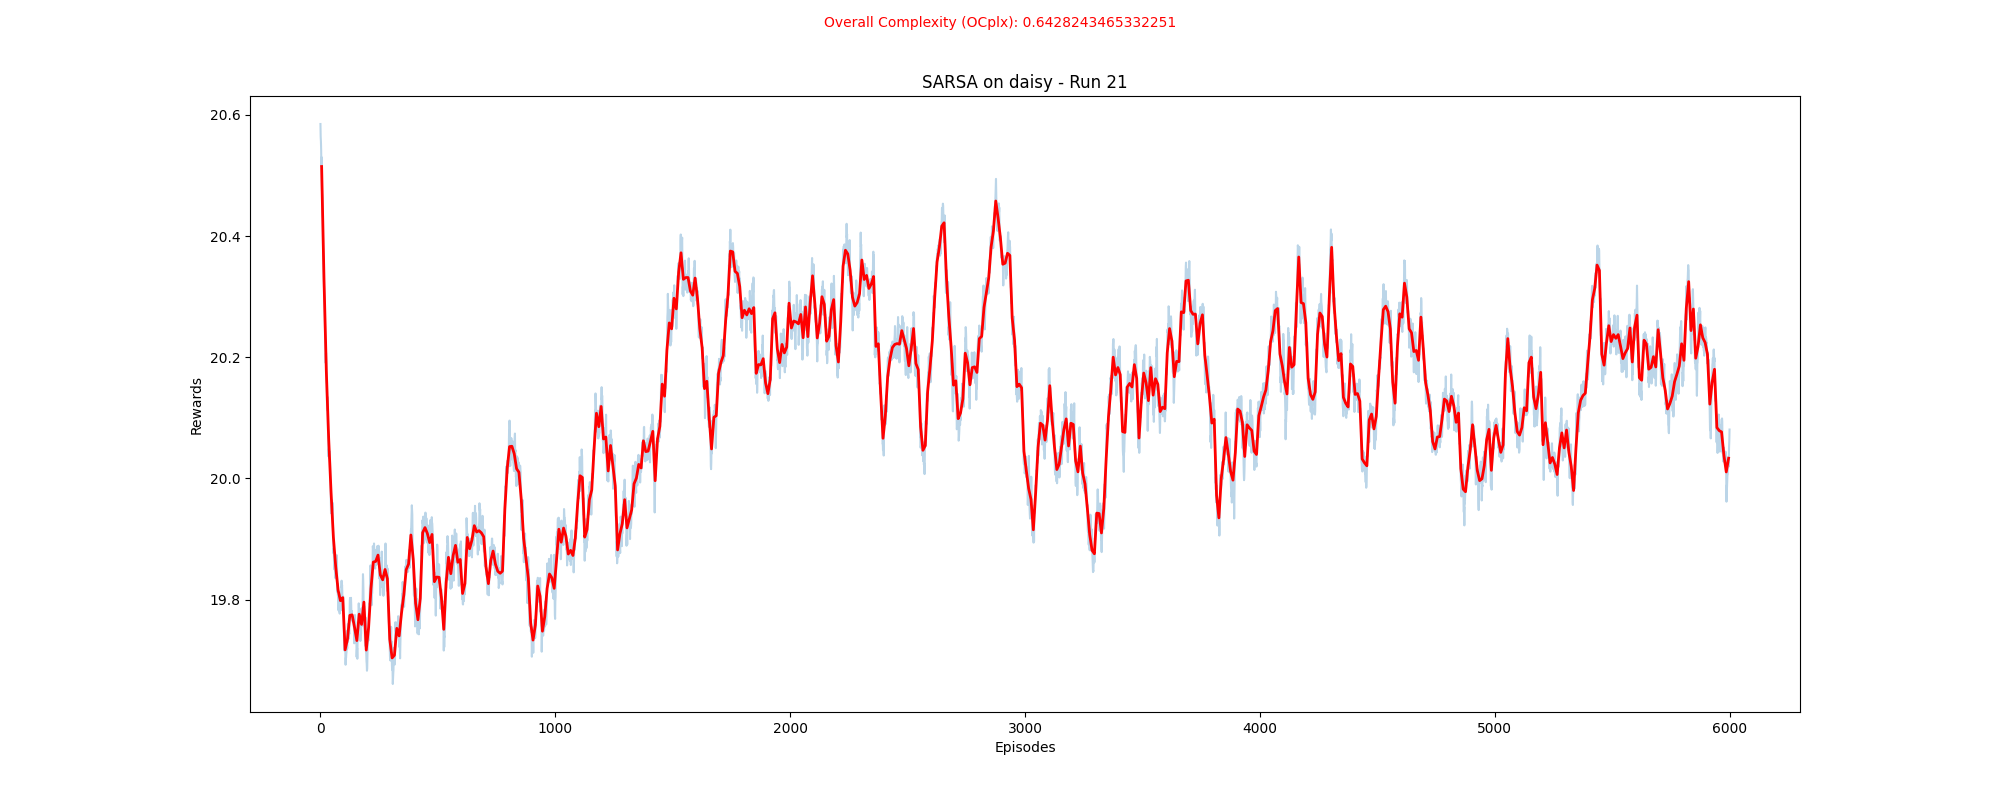 Overall Complexity (OCplx): 0.6428243465332251
SARSA on daisy - Run 21
20.6
20.4
20.2
20.0
19.8
Rewards
0 1000 2000 3000 4000 5000 6000
Episodes